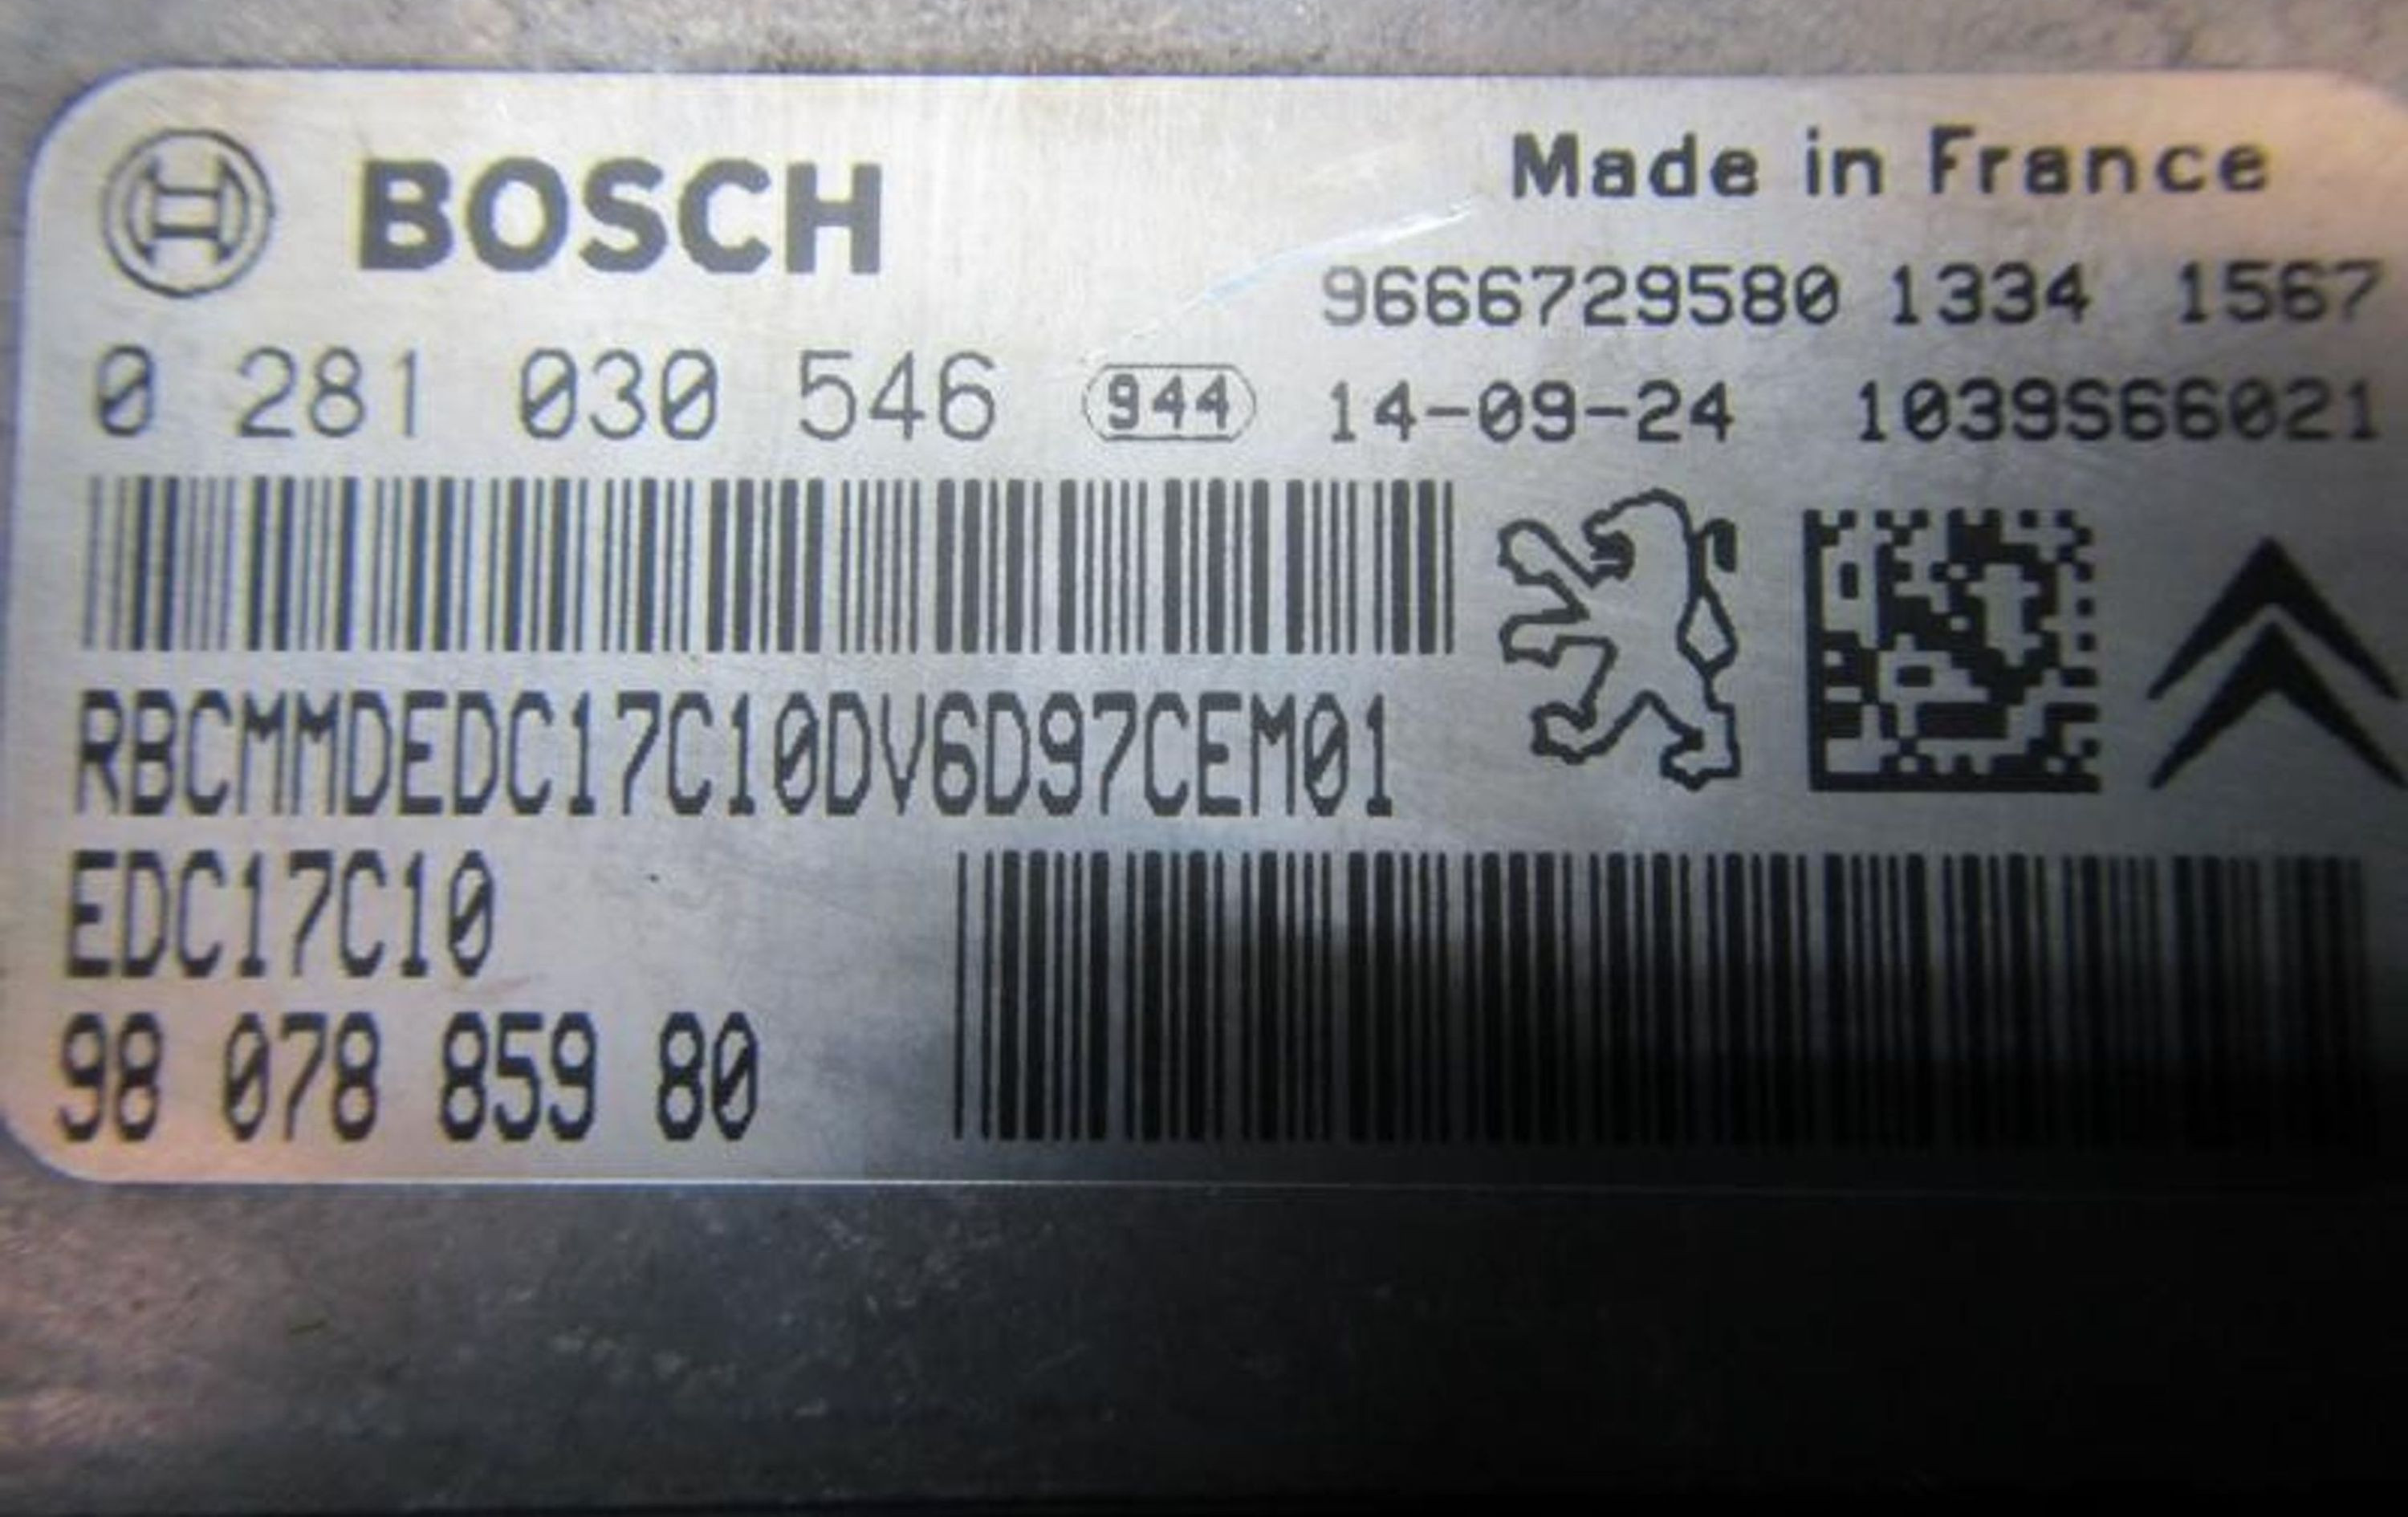 BOSCH
Made in France
9666729580 1334 1567
0 281 030 546 944 14-09-24 1039S66021
RBCMMDEDC17C10DV6D97CEM01
EDC17C10
98 078 859 80